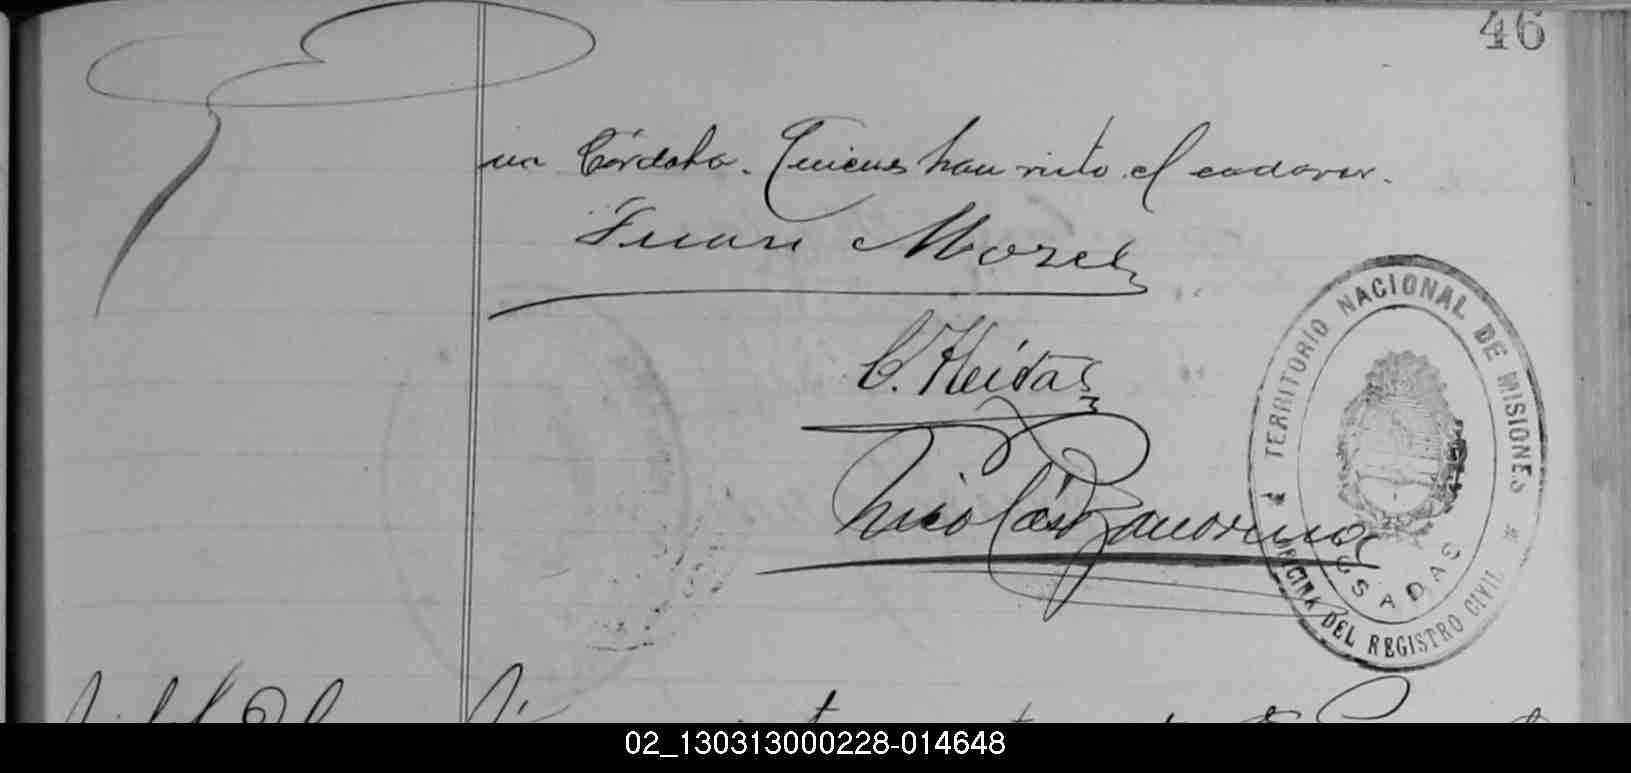 46
na Córdoba. Quienes han visto el cadaver.
Juan Morel
TERRITORIO NACIONAL DE MISIONES
OFICINA DEL REGISTRO CIVIL
POSADAS
Nicolás
02_130313000228-014648